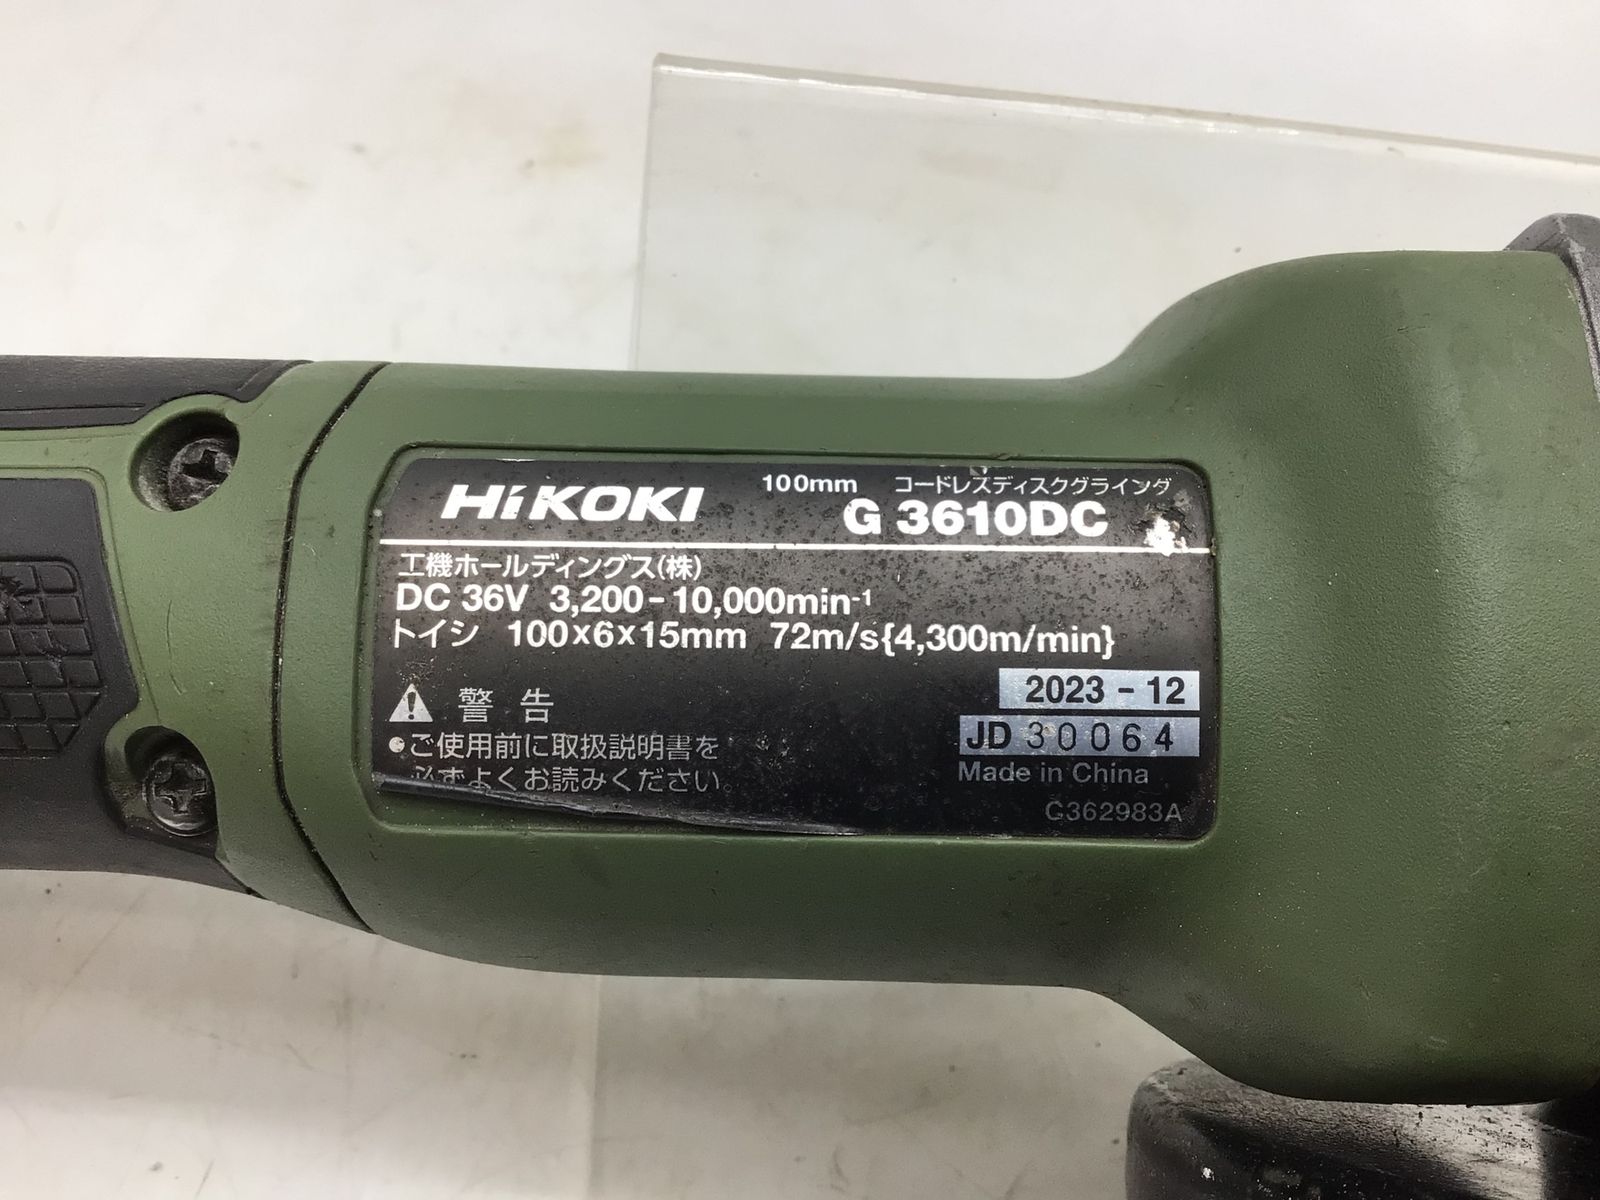 HiKOKI 100mm コードレスディスクグラインダ
G 3610DC
工機ホールディングス(株)
DC 36V 3,200-10,000min-1
トイシ 100×6×15mm 72m/s{4,300m/min}
警告
●ご使用前に取扱説明書を
必ずよくお読みください。
2023-12
JD 30064
Made in China
C362983A